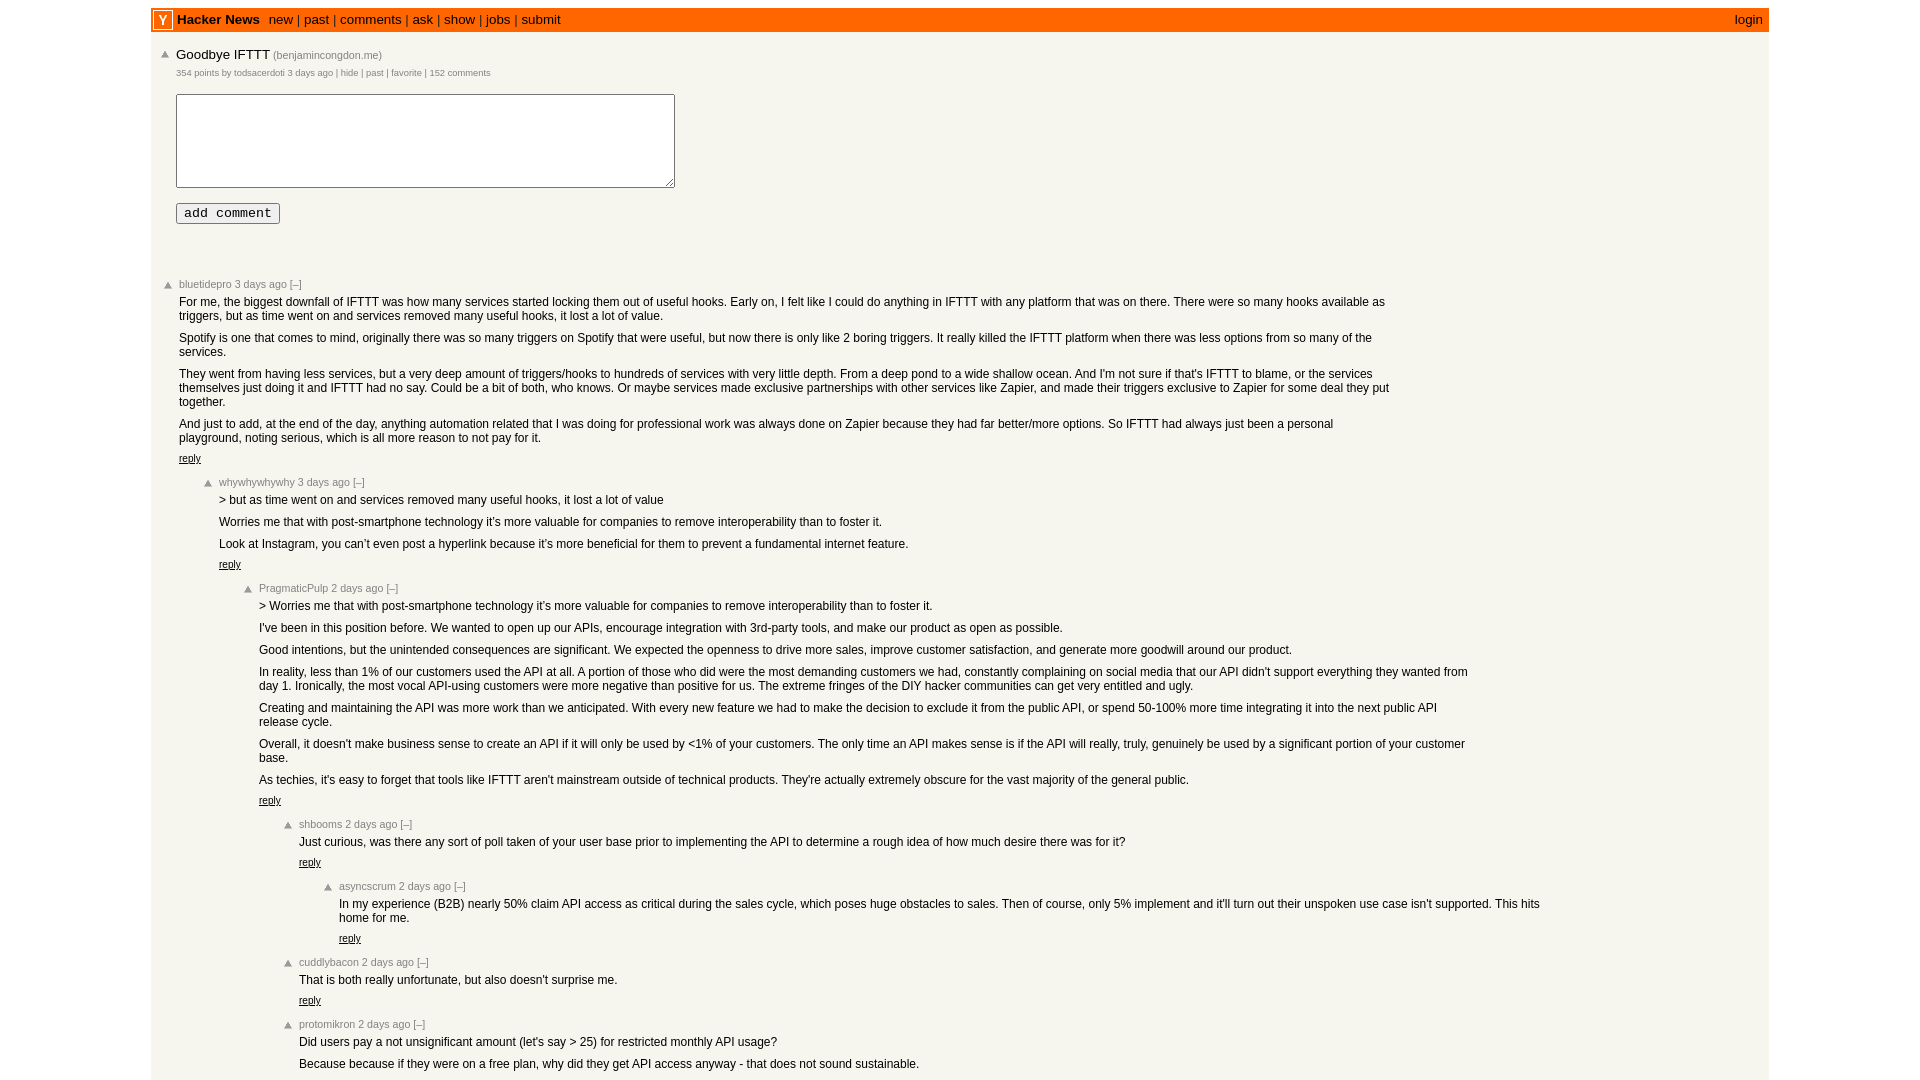 Y Hacker News new | past | comments | ask | show | jobs | submit login
Goodbye IFTTT (benjamincongdon.me)
354 points by todsacerdoti 3 days ago | hide | past | favorite | 152 comments
add comment
bluetidepro 3 days ago [–]
For me, the biggest downfall of IFTTT was how many services started locking them out of useful hooks. Early on, I felt like I could do anything in IFTTT with any platform that was on there. There were so many hooks available as
triggers, but as time went on and services removed many useful hooks, it lost a lot of value.
Spotify is one that comes to mind, originally there was so many triggers on Spotify that were useful, but now there is only like 2 boring triggers. It really killed the IFTTT platform when there was less options from so many of the
services.
They went from having less services, but a very deep amount of triggers/hooks to hundreds of services with very little depth. From a deep pond to a wide shallow ocean. And I'm not sure if that's IFTTT to blame, or the services
themselves just doing it and IFTTT had no say. Could be a bit of both, who knows. Or maybe services made exclusive partnerships with other services like Zapier, and made their triggers exclusive to Zapier for some deal they put
together.
And just to add, at the end of the day, anything automation related that I was doing for professional work was always done on Zapier because they had far better/more options. So IFTTT had always just been a personal
playground, noting serious, which is all more reason to not pay for it.
reply
whywhywhywhy 3 days ago [–]
> but as time went on and services removed many useful hooks, it lost a lot of value
Worries me that with post-smartphone technology it’s more valuable for companies to remove interoperability than to foster it.
Look at Instagram, you can’t even post a hyperlink because it’s more beneficial for them to prevent a fundamental internet feature.
reply
PragmaticPulp 2 days ago [–]
> Worries me that with post-smartphone technology it’s more valuable for companies to remove interoperability than to foster it.
I've been in this position before. We wanted to open up our APIs, encourage integration with 3rd-party tools, and make our product as open as possible.
Good intentions, but the unintended consequences are significant. We expected the openness to drive more sales, improve customer satisfaction, and generate more goodwill around our product.
In reality, less than 1% of our customers used the API at all. A portion of those who did were the most demanding customers we had, constantly complaining on social media that our API didn't support everything they wanted from
day 1. Ironically, the most vocal API-using customers were more negative than positive for us. The extreme fringes of the DIY hacker communities can get very entitled and ugly.
Creating and maintaining the API was more work than we anticipated. With every new feature we had to make the decision to exclude it from the public API, or spend 50-100% more time integrating it into the next public API
release cycle.
Overall, it doesn't make business sense to create an API if it will only be used by <1% of your customers. The only time an API makes sense is if the API will really, truly, genuinely be used by a significant portion of your customer
base.
As techies, it's easy to forget that tools like IFTTT aren't mainstream outside of technical products. They're actually extremely obscure for the vast majority of the general public.
reply
shbooms 2 days ago [–]
Just curious, was there any sort of poll taken of your user base prior to implementing the API to determine a rough idea of how much desire there was for it?
reply
asyncscrum 2 days ago [–]
In my experience (B2B) nearly 50% claim API access as critical during the sales cycle, which poses huge obstacles to sales. Then of course, only 5% implement and it'll turn out their unspoken use case isn't supported. This hits
home for me.
reply
cuddlybacon 2 days ago [–]
That is both really unfortunate, but also doesn't surprise me.
reply
protomikron 2 days ago [–]
Did users pay a not unsignificant amount (let's say > 25) for restricted monthly API usage?
Because because if they were on a free plan, why did they get API access anyway - that does not sound sustainable.